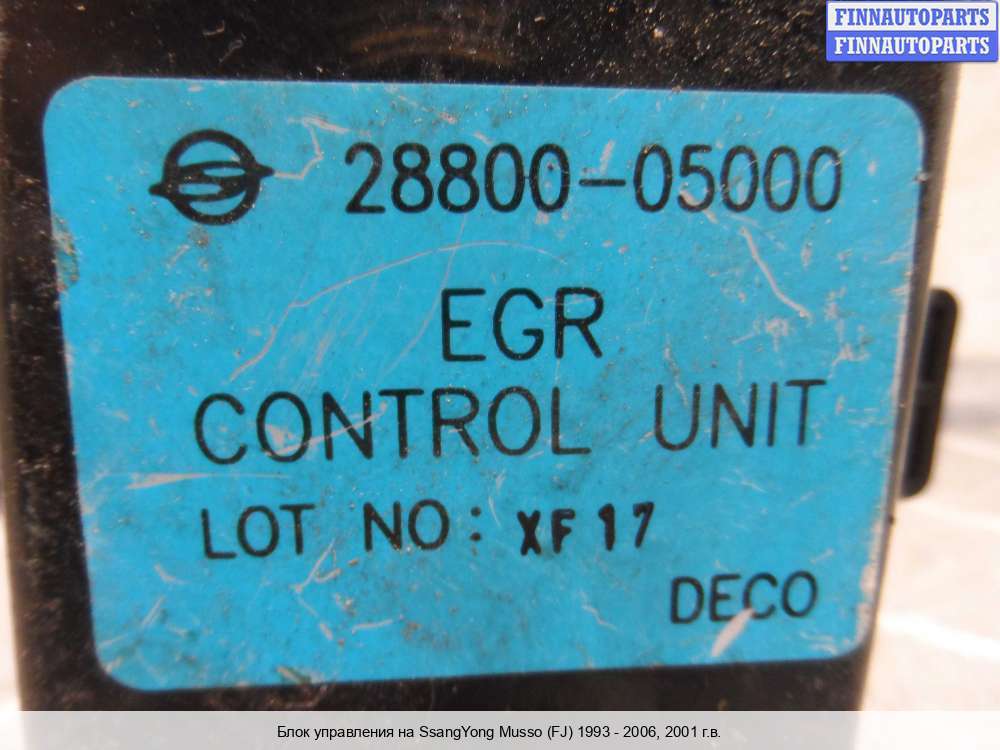 FINNAUTOPARTS
FINNAUTOPARTS
28800-05000
EGR
CONTROL UNIT
LOT NO: XF17
DECO
Блок управления на SsangYong Musso (FJ) 1993 - 2006, 2001 г.в.